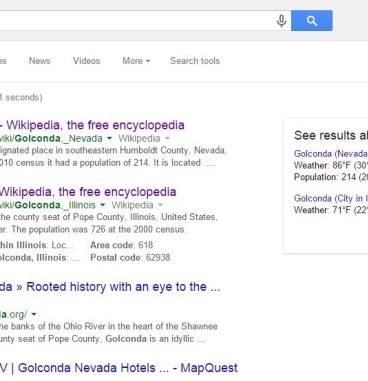 es News Videos More Search tools
1 seconds)
- Wikipedia, the free encyclopedia
wiki/Golconda,_Nevada Wikipedia
ignated place in southeastern Humboldt County, Nevada,
010 census it had a population of 214. It is located ...
Wikipedia, the free encyclopedia
wiki/Golconda,_Illinois Wikipedia
the county seat of Pope County, Illinois, United States,
er. The population was 726 at the 2000 census.
hin Illinois: Loc... Area code: 618
olconda, Illinois, ... Postal code: 62938
da » Rooted history with an eye to the ...
da.org/
he banks of the Ohio River in the heart of the Shawnee
unty seat of Pope County, Golconda is an idyllic ...
V | Golconda Nevada Hotels ... - MapQuest
See results a
Golconda (Nevada
Weather: 86°F (30°
Population: 214 (20
Golconda (City in I
Weather: 71°F (22°